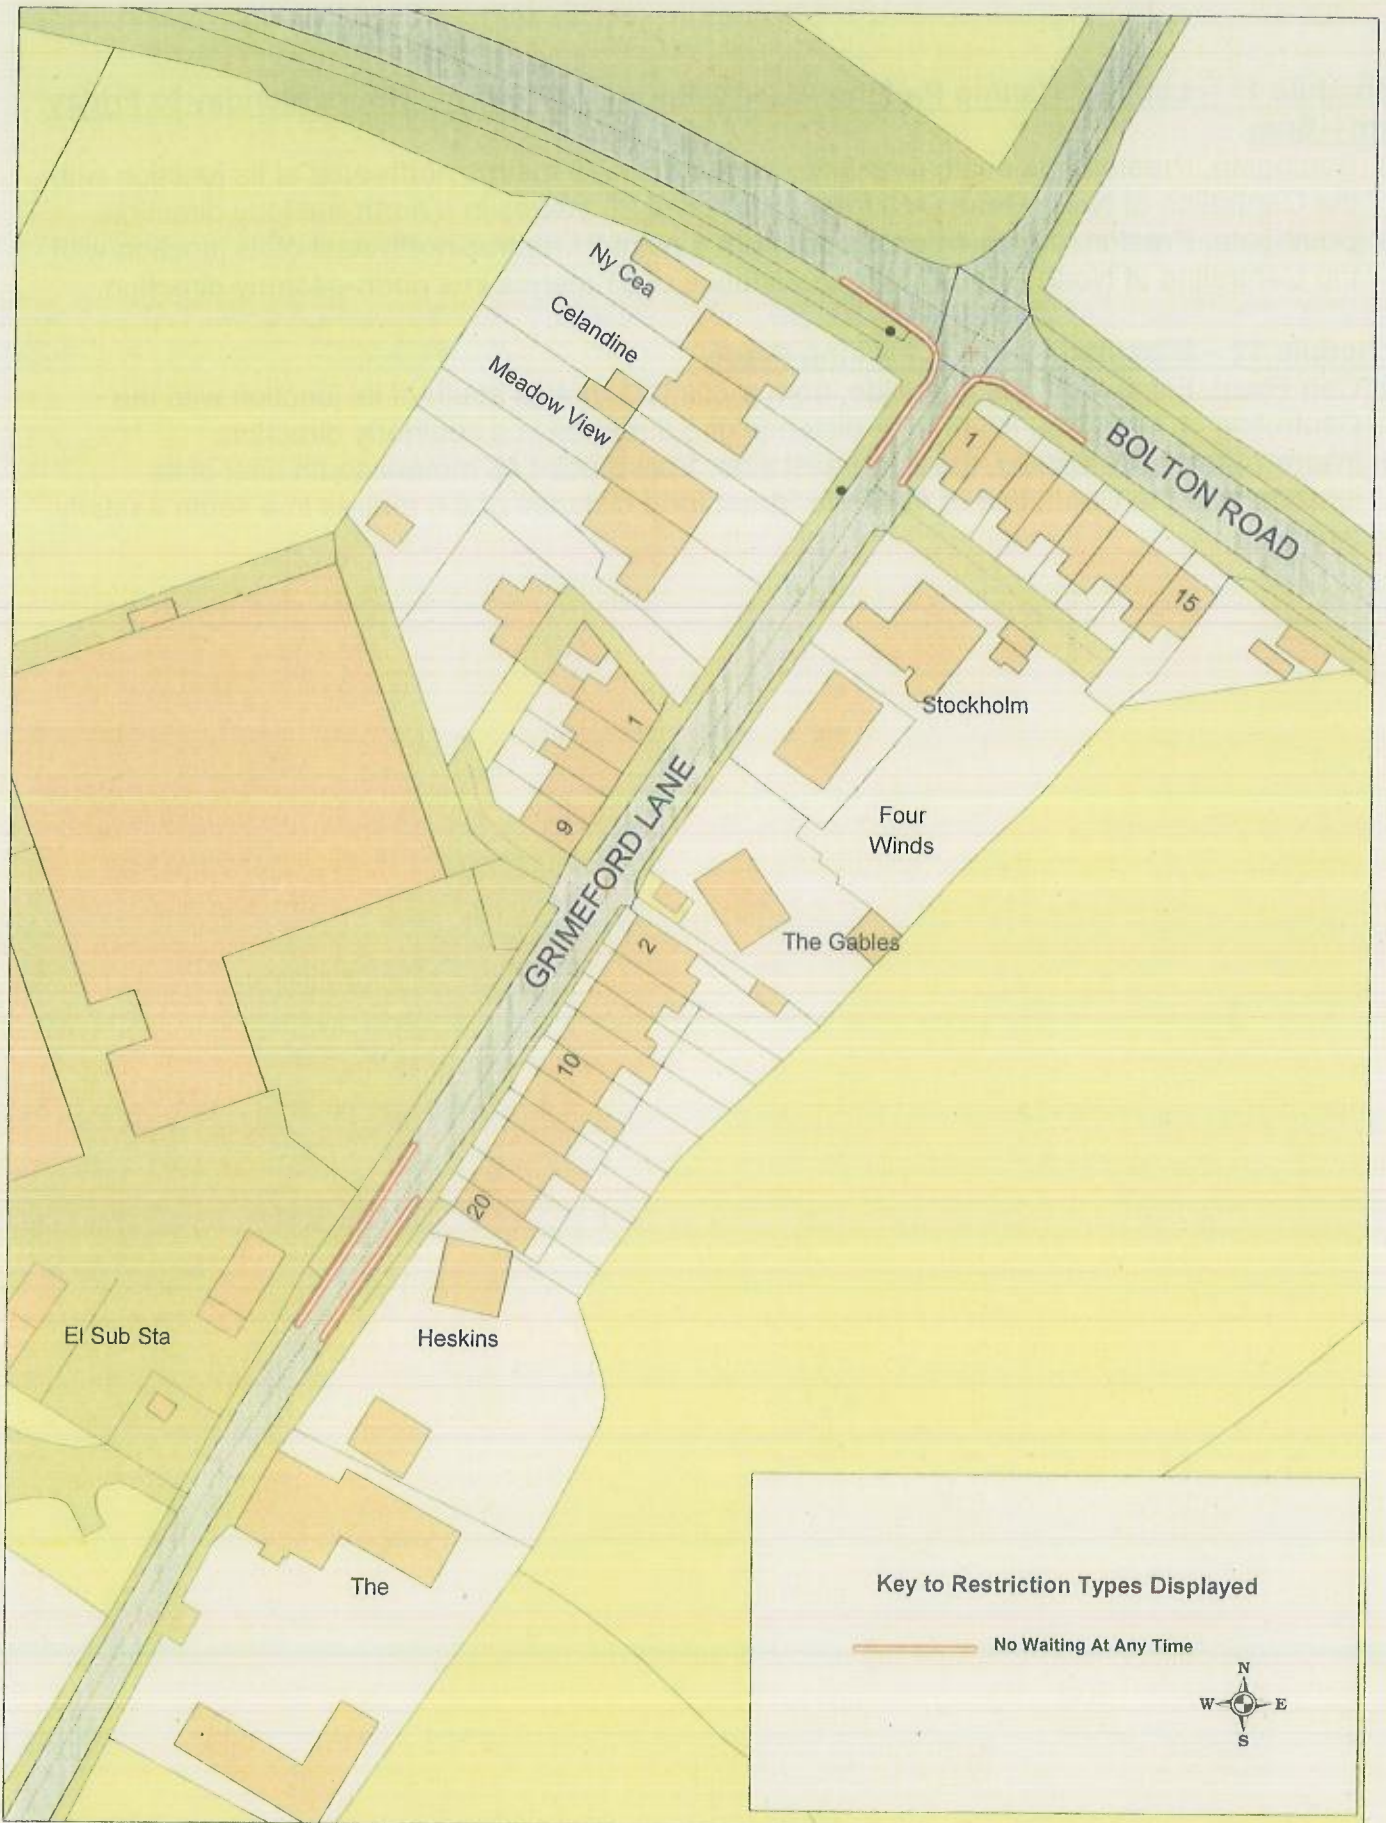 Ny Cea
Celandine
Meadow View
1
BOLTON ROAD
15
Stockholm
1
9
GRIMEFORD LANE
Four
Winds
The Gables
2
10
20
El Sub Sta
Heskins
The
Key to Restriction Types Displayed
No Waiting At Any Time
N
W E
S